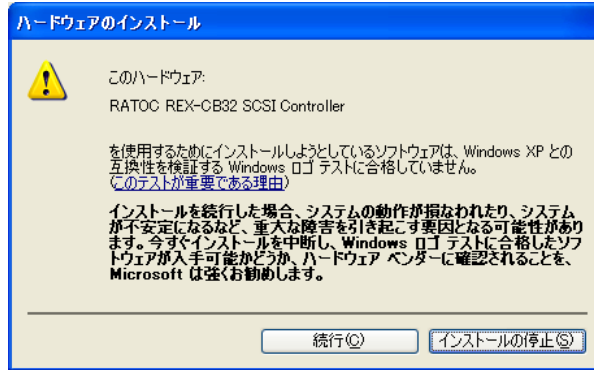 ハードウェアのインストール
このハードウェア:
RATOC REX-CB32 SCSI Controller
を使用するためにインストールしようとしているソフトウェアは、Windows XP との
互換性を検証する Windows ロゴ テストに合格していません。
(このテストが重要である理由)
インストールを続行した場合、システムの動作が損なわれたり、システム
が不安定になるなど、重大な障害を引き起こす要因となる可能性があり
ます。今すぐインストールを中断し、Windows ロゴ テストに合格したソフ
トウェアが入手可能かどうか、ハードウェア ベンダーに確認されることを、
Microsoft は強くお勧めします。
続行(C)
インストールの停止(S)